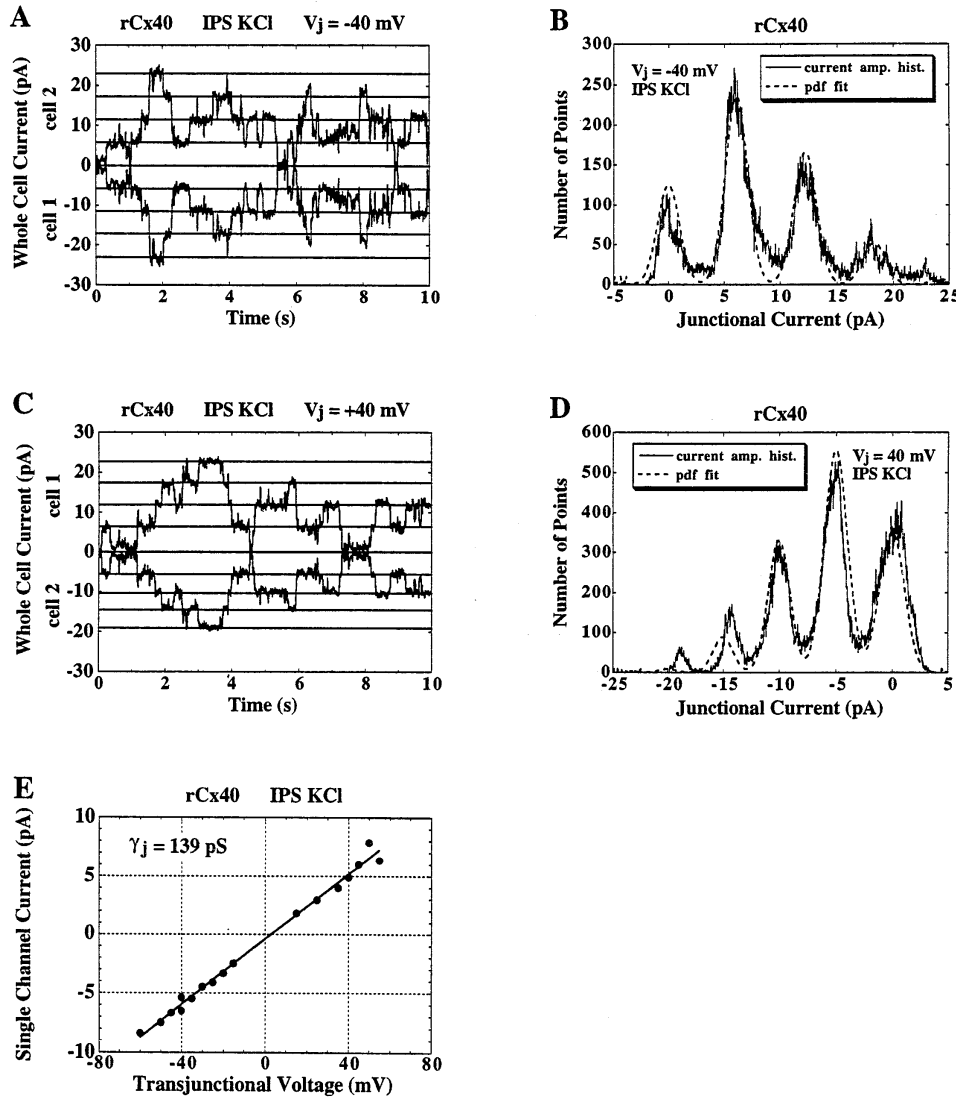 A
rCx40 IPS KCl Vj = -40 mV
Whole Cell Current (pA)
cell 1 cell 2
30
20
10
0
-10
-20
-30
0 2 4 6 8 10
Time (s)
B
rCx40
Vj = -40 mV
IPS KCl
current amp. hist.
pdf fit
Number of Points
300
250
200
150
100
50
0
-5 0 5 10 15 20 25
Junctional Current (pA)
C
rCx40 IPS KCl Vj = +40 mV
Whole Cell Current (pA)
cell 2 cell 1
30
20
10
0
-10
-20
-30
0 2 4 6 8 10
Time (s)
D
rCx40
current amp. hist.
pdf fit
Vj = 40 mV
IPS KCl
Number of Points
600
500
400
300
200
100
0
-25 -20 -15 -10 -5 0 5
Junctional Current (pA)
E
rCx40 IPS KCl
γj = 139 pS
Single Channel Current (pA)
10
5
0
-5
-10
-80 -40 0 40 80
Transjunctional Voltage (mV)